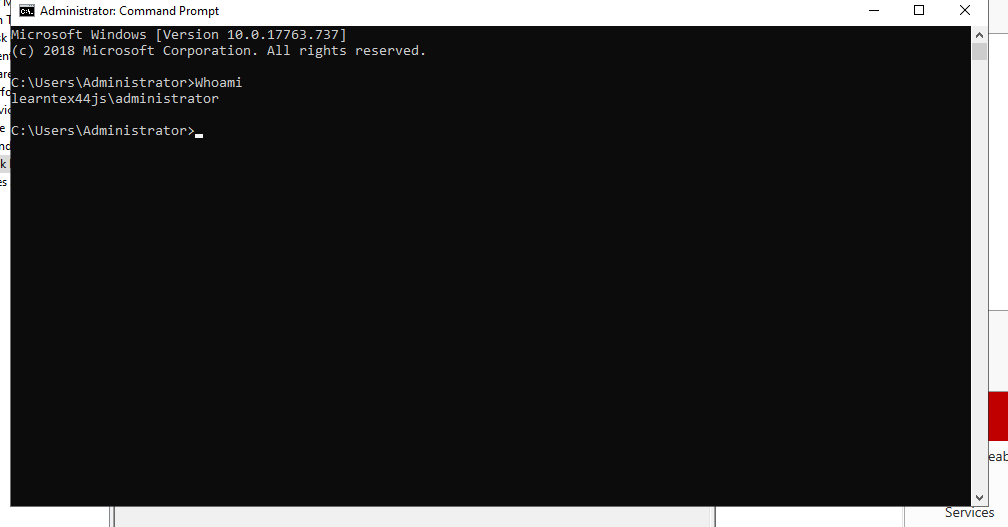 Administrator: Command Prompt
Microsoft Windows [Version 10.0.17763.737]
(c) 2018 Microsoft Corporation. All rights reserved.
C:\Users\Administrator>Whoami
learntex44js\administrator
C:\Users\Administrator>
Services